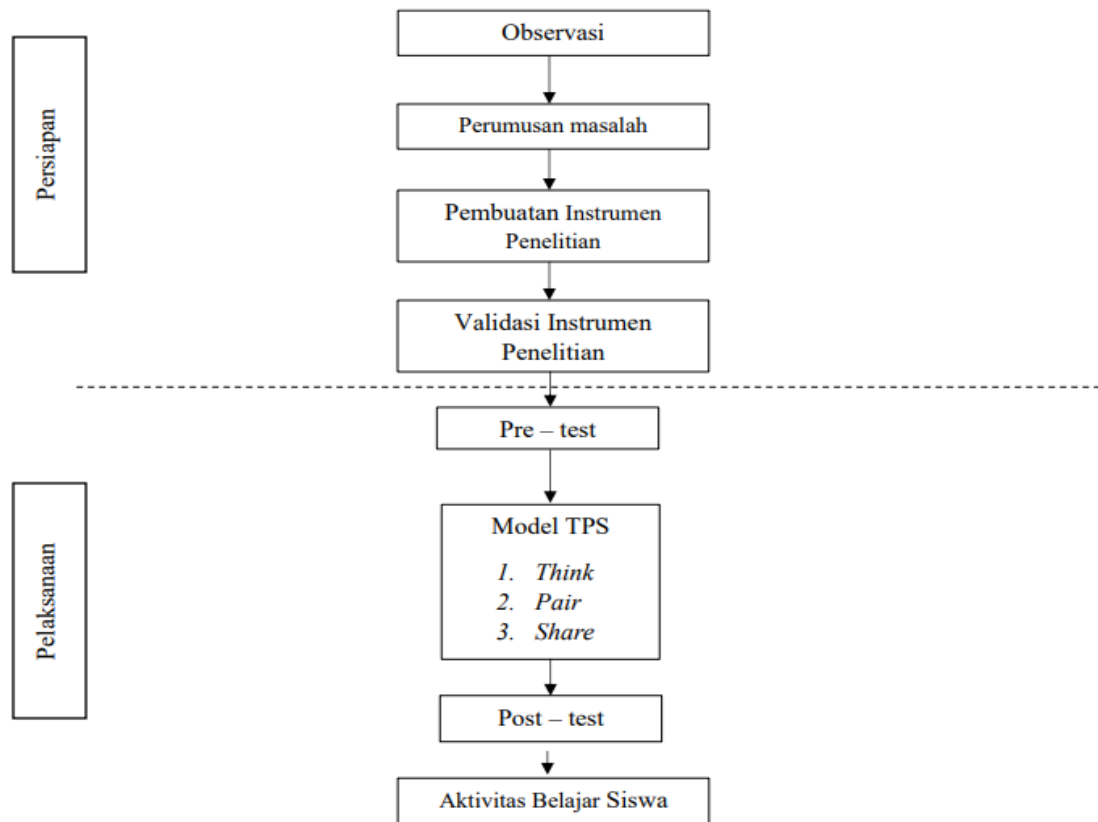 Persiapan
Observasi
Perumusan masalah
Pembuatan Instrumen
Penelitian
Validasi Instrumen
Penelitian
Pelaksanaan
Pre – test
Model TPS
1. Think
2. Pair
3. Share
Post – test
Aktivitas Belajar Siswa